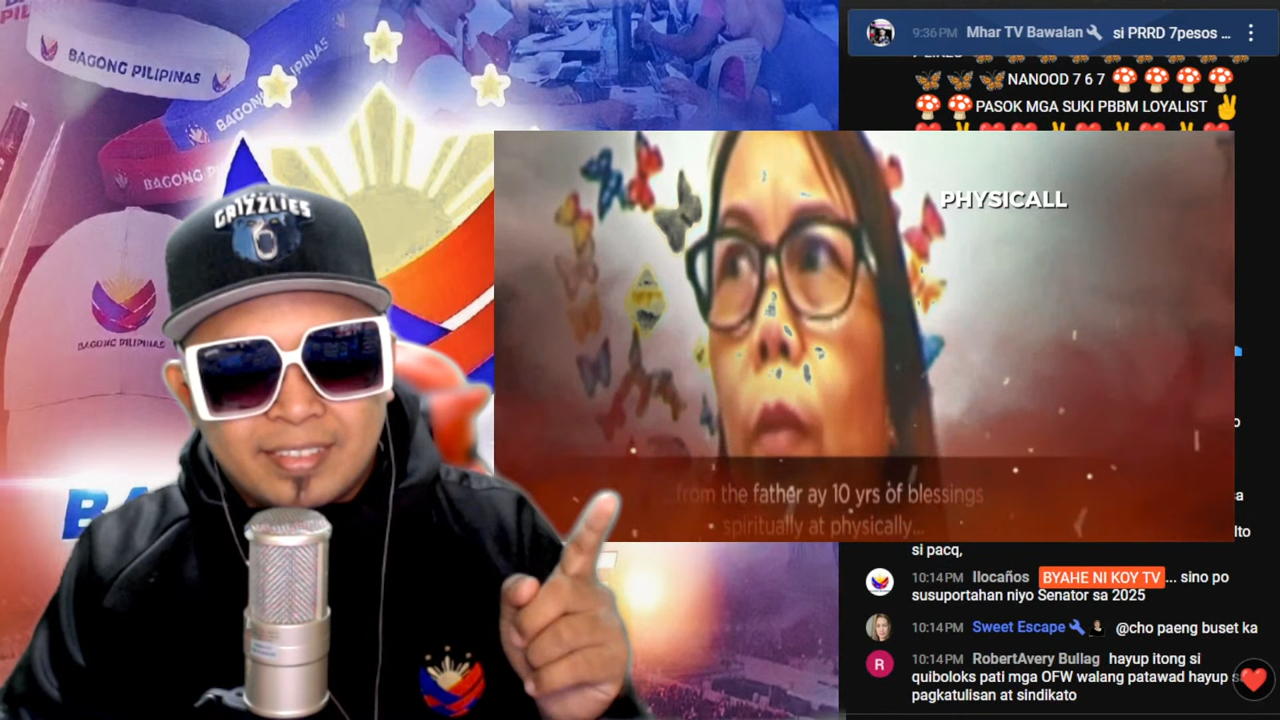 BAGONG PILIPINAS
BAGONG
BAGONG
BAGONG PILIPINAS
GRIZZLIES
BA
PHYSICALL
from the father ay 10 yrs of blessings
spiritually at physically...
9:36 PM Mhar TV Bawalan si PRRD 7pesos ...
NANOOD 7 6 7
PASOK MGA SUKI PBBM LOYALIST
si pacq,
10:14 PM Ilocaños BYAHE NI KOY TV ... sino po
susuportahan niyo Senator sa 2025
10:14 PM Sweet Escape @cho paeng buset ka
10:14 PM RobertAvery Bullag hayup itong si
quiboloks pati mga OFW walang patawad hayup
pagkatulisan at sindikato